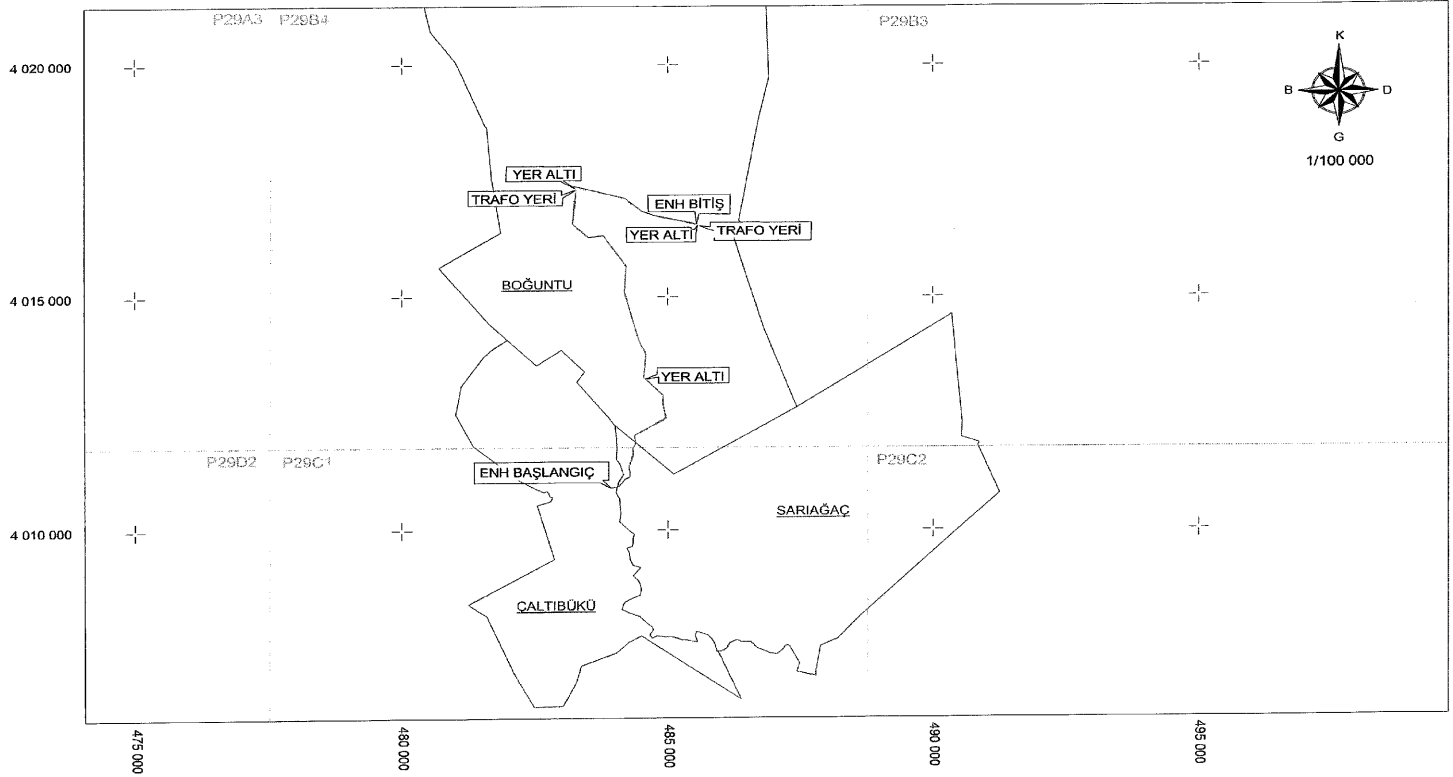 P29A3 P29B4 P29B3
K
4 020 000
B D
G
1/100 000
YER ALTI
TRAFO YERİ
ENH BİTİŞ
YER ALTI
TRAFO YERİ
BOĞUNTU
4 015 000
YER ALTI
P29D2 P29C1 P29C2
ENH BAŞLANGIÇ
SARIAĞAÇ
4 010 000
ÇALTIBÜKÜ
475 000
480 000
485 000
490 000
495 000